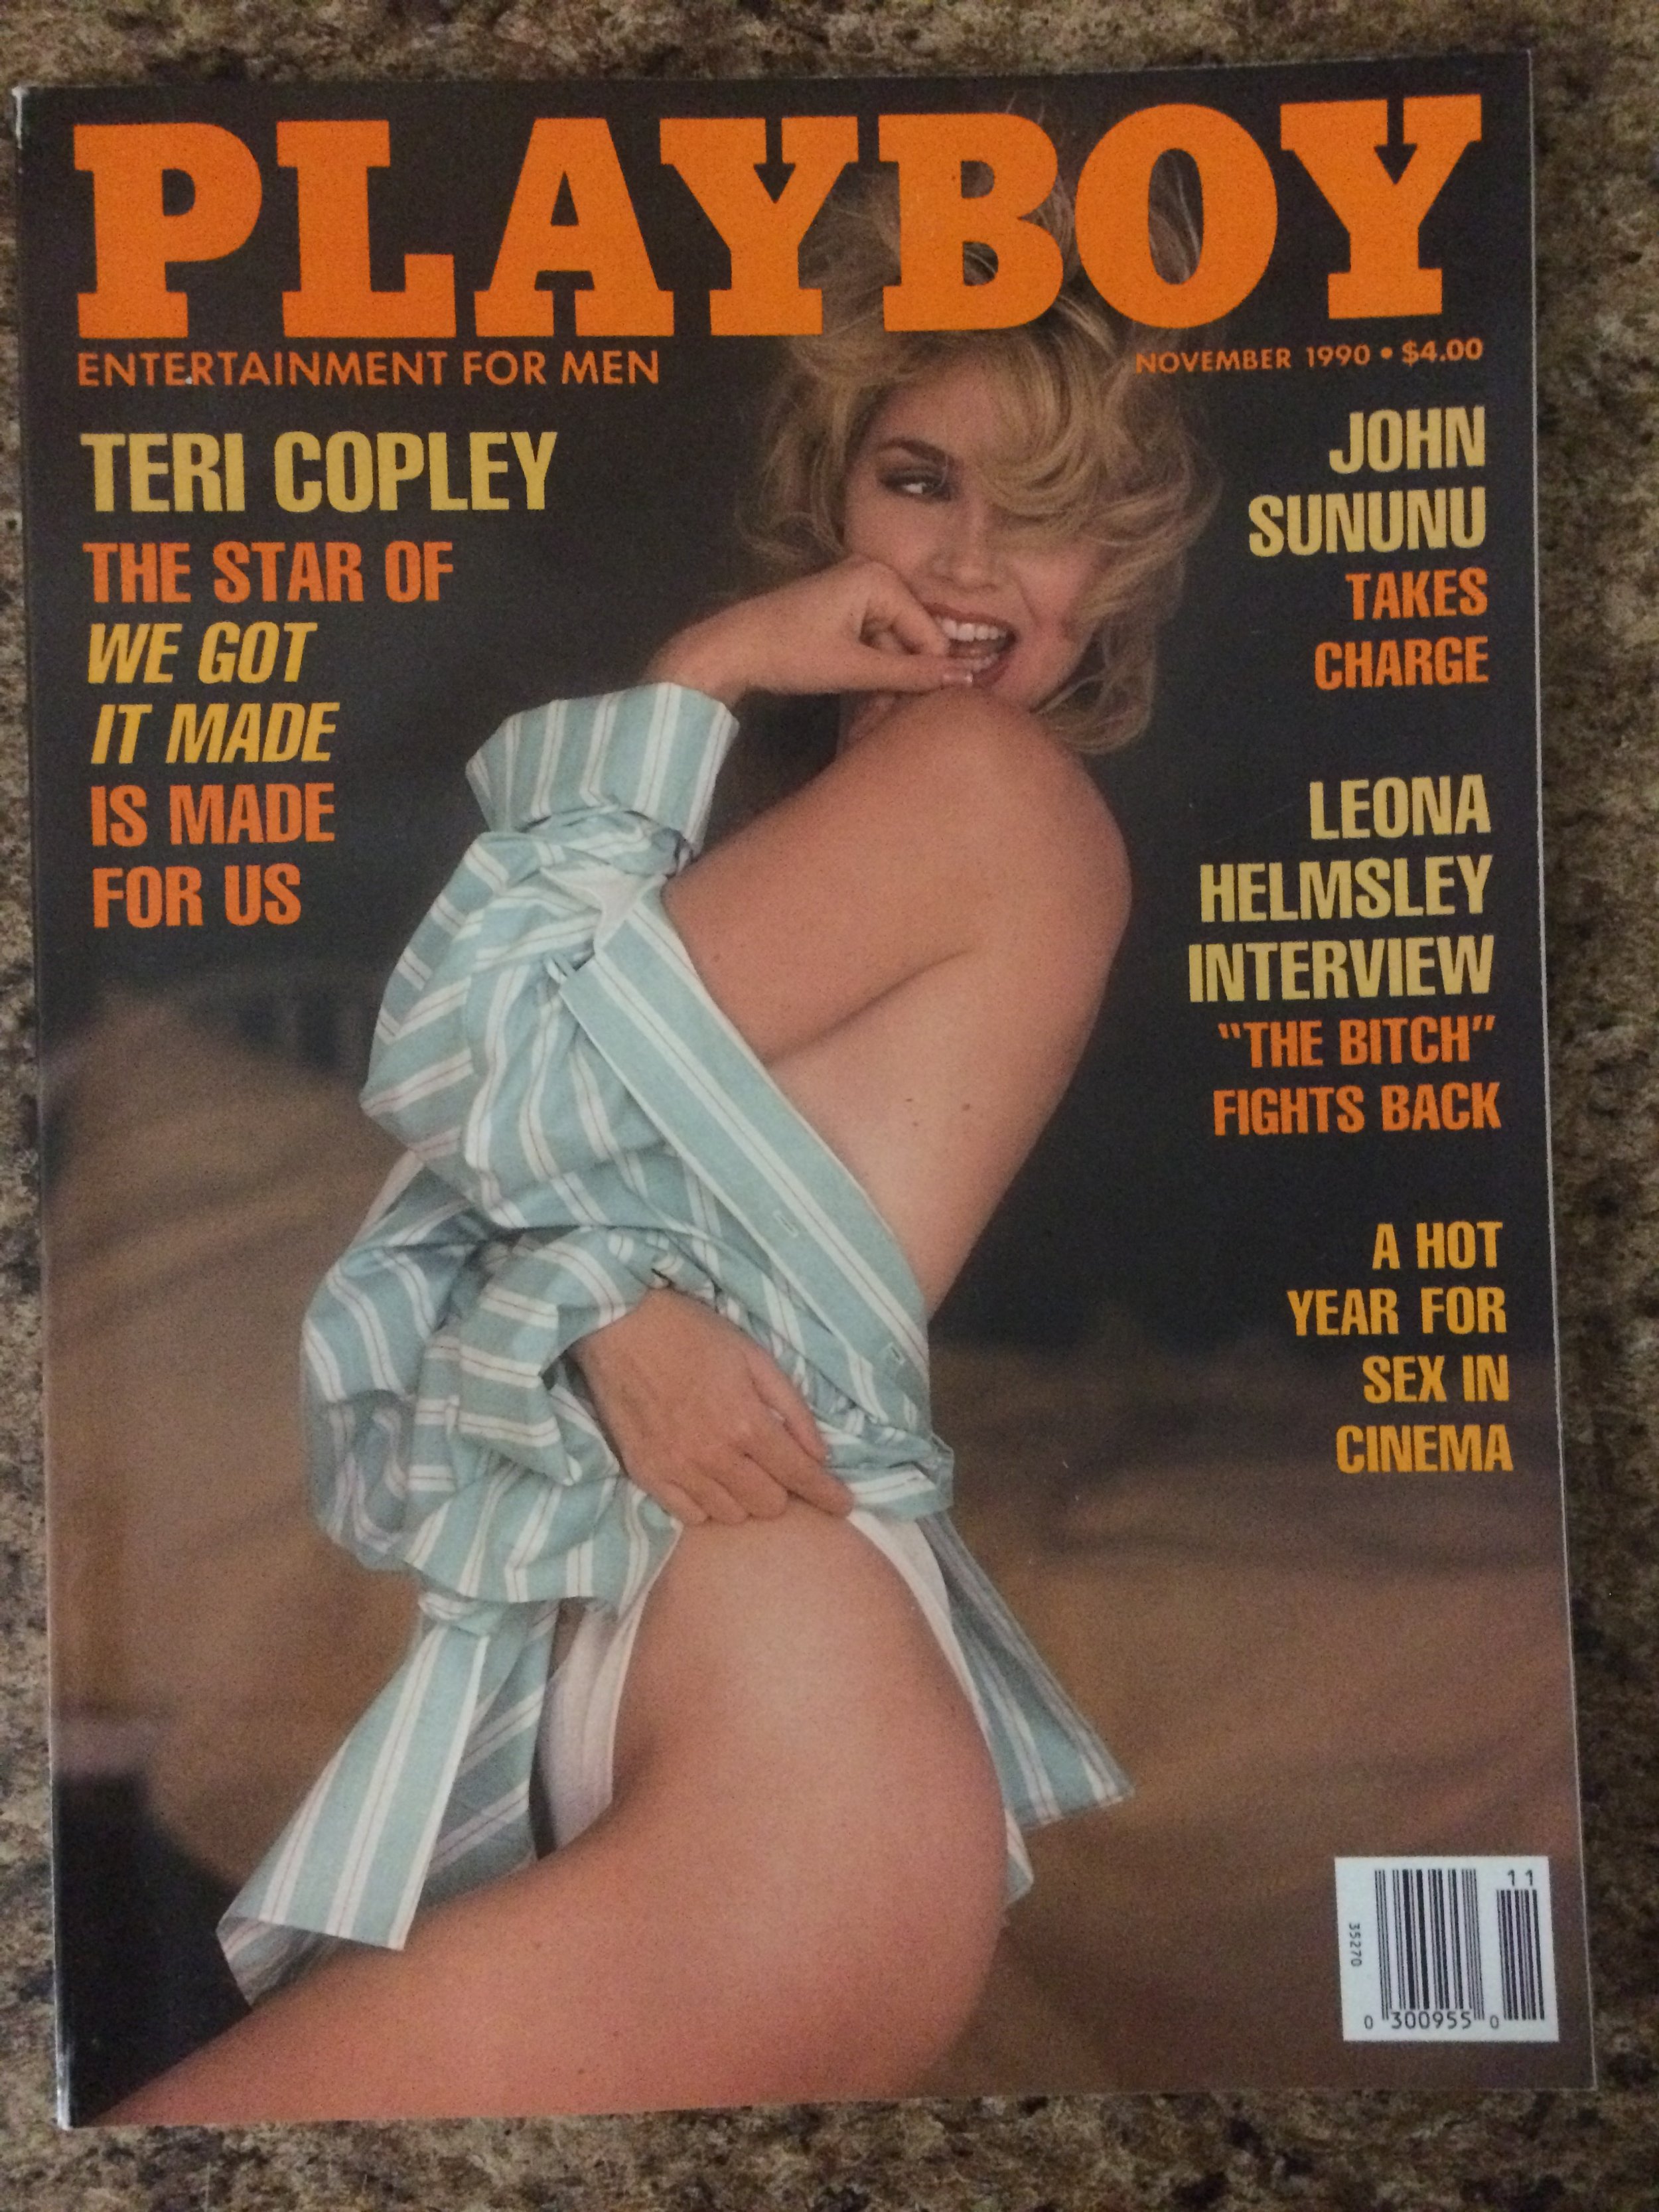 PLAYBOY
ENTERTAINMENT FOR MEN
NOVEMBER 1990 • $4.00
TERI COPLEY
THE STAR OF
WE GOT
IT MADE
IS MADE
FOR US
JOHN
SUNUNU
TAKES
CHARGE
LEONA
HELMSLEY
INTERVIEW
"THE BITCH"
FIGHTS BACK
A HOT
YEAR FOR
SEX IN
CINEMA
11
35270
0 300955 0